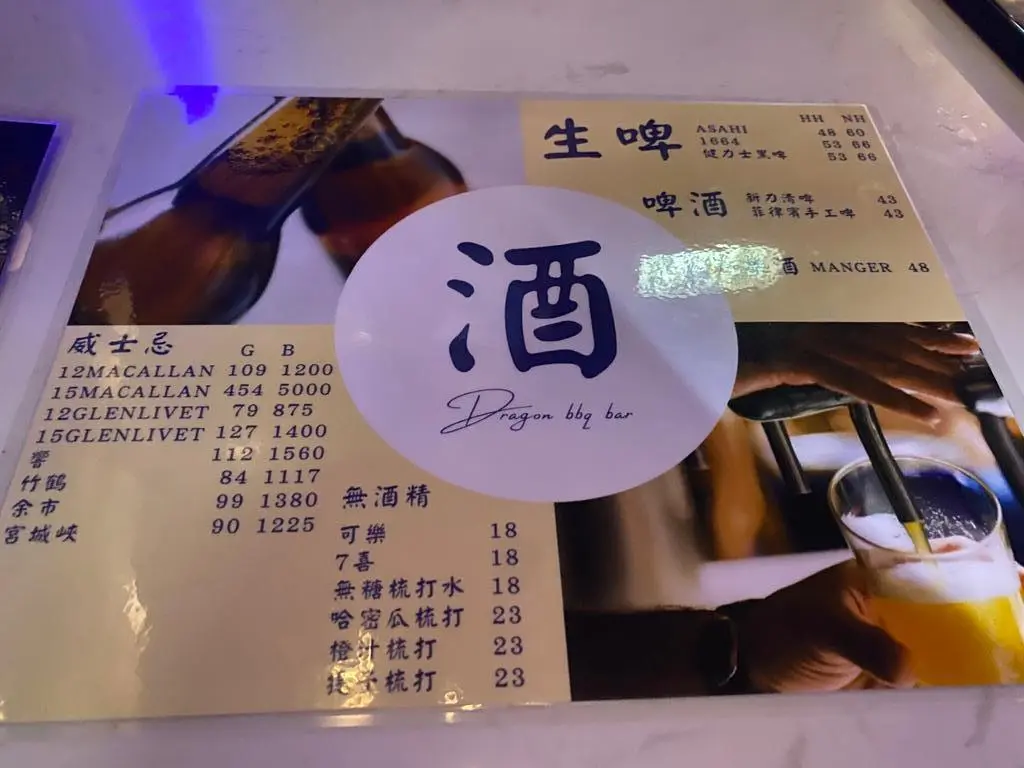 生啤 HH NH
ASAHI 48 60
1664 53 66
健力士黑啤 53 66
啤酒
新力清啤 43
菲律賓手工啤 43
酒 MANGER 48
酒
Dragon bbq bar
威士忌 G B
12MACALLAN 109 1200
15MACALLAN 454 5000
12GLENLIVET 79 875
15GLENLIVET 127 1400
響 112 1560
竹鶴 84 1117
余市 99 1380
宮城峽 90 1225
無酒精
可樂 18
7喜 18
無糖梳打水 18
哈密瓜梳打 23
橙汁梳打 23
提子梳打 23